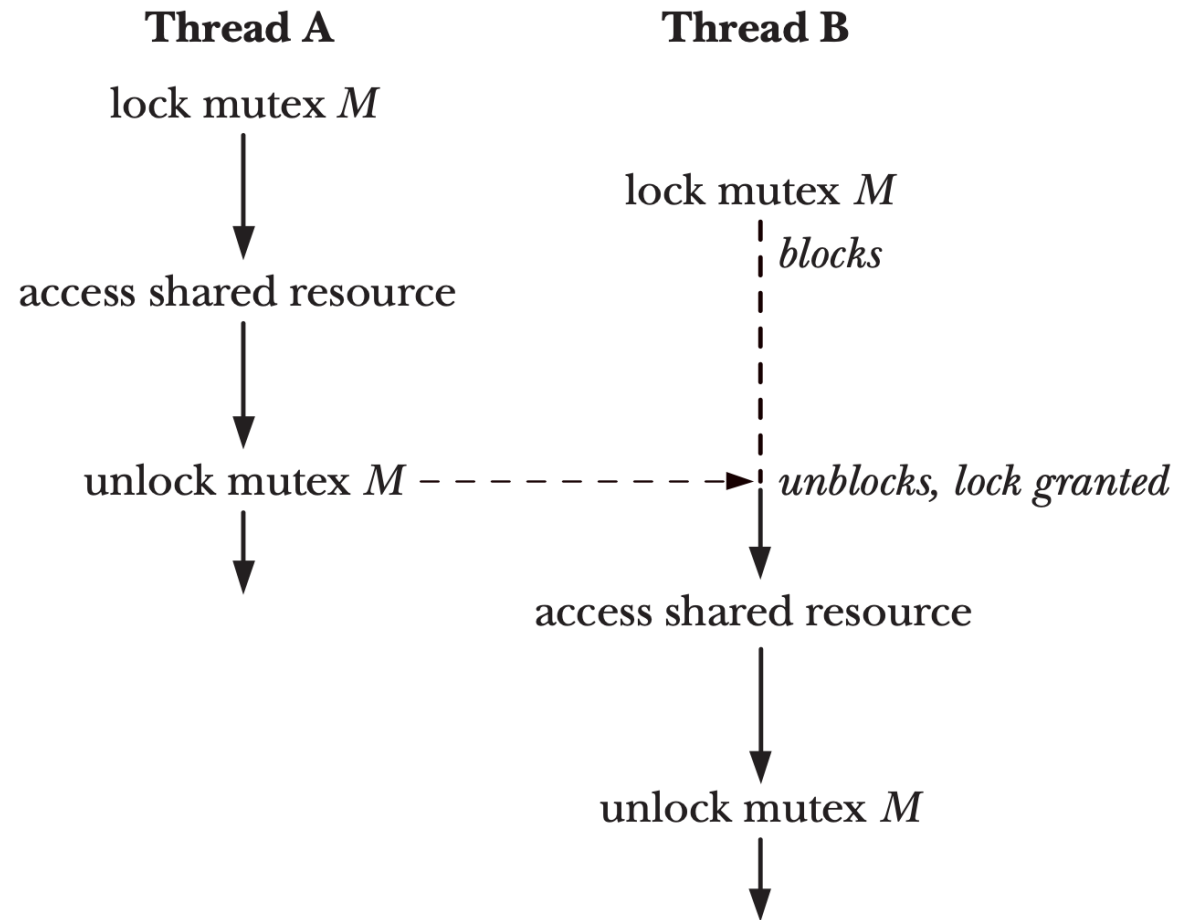 Thread A
lock mutex M
access shared resource
unlock mutex M
Thread B
lock mutex M
blocks
unblocks, lock granted
access shared resource
unlock mutex M